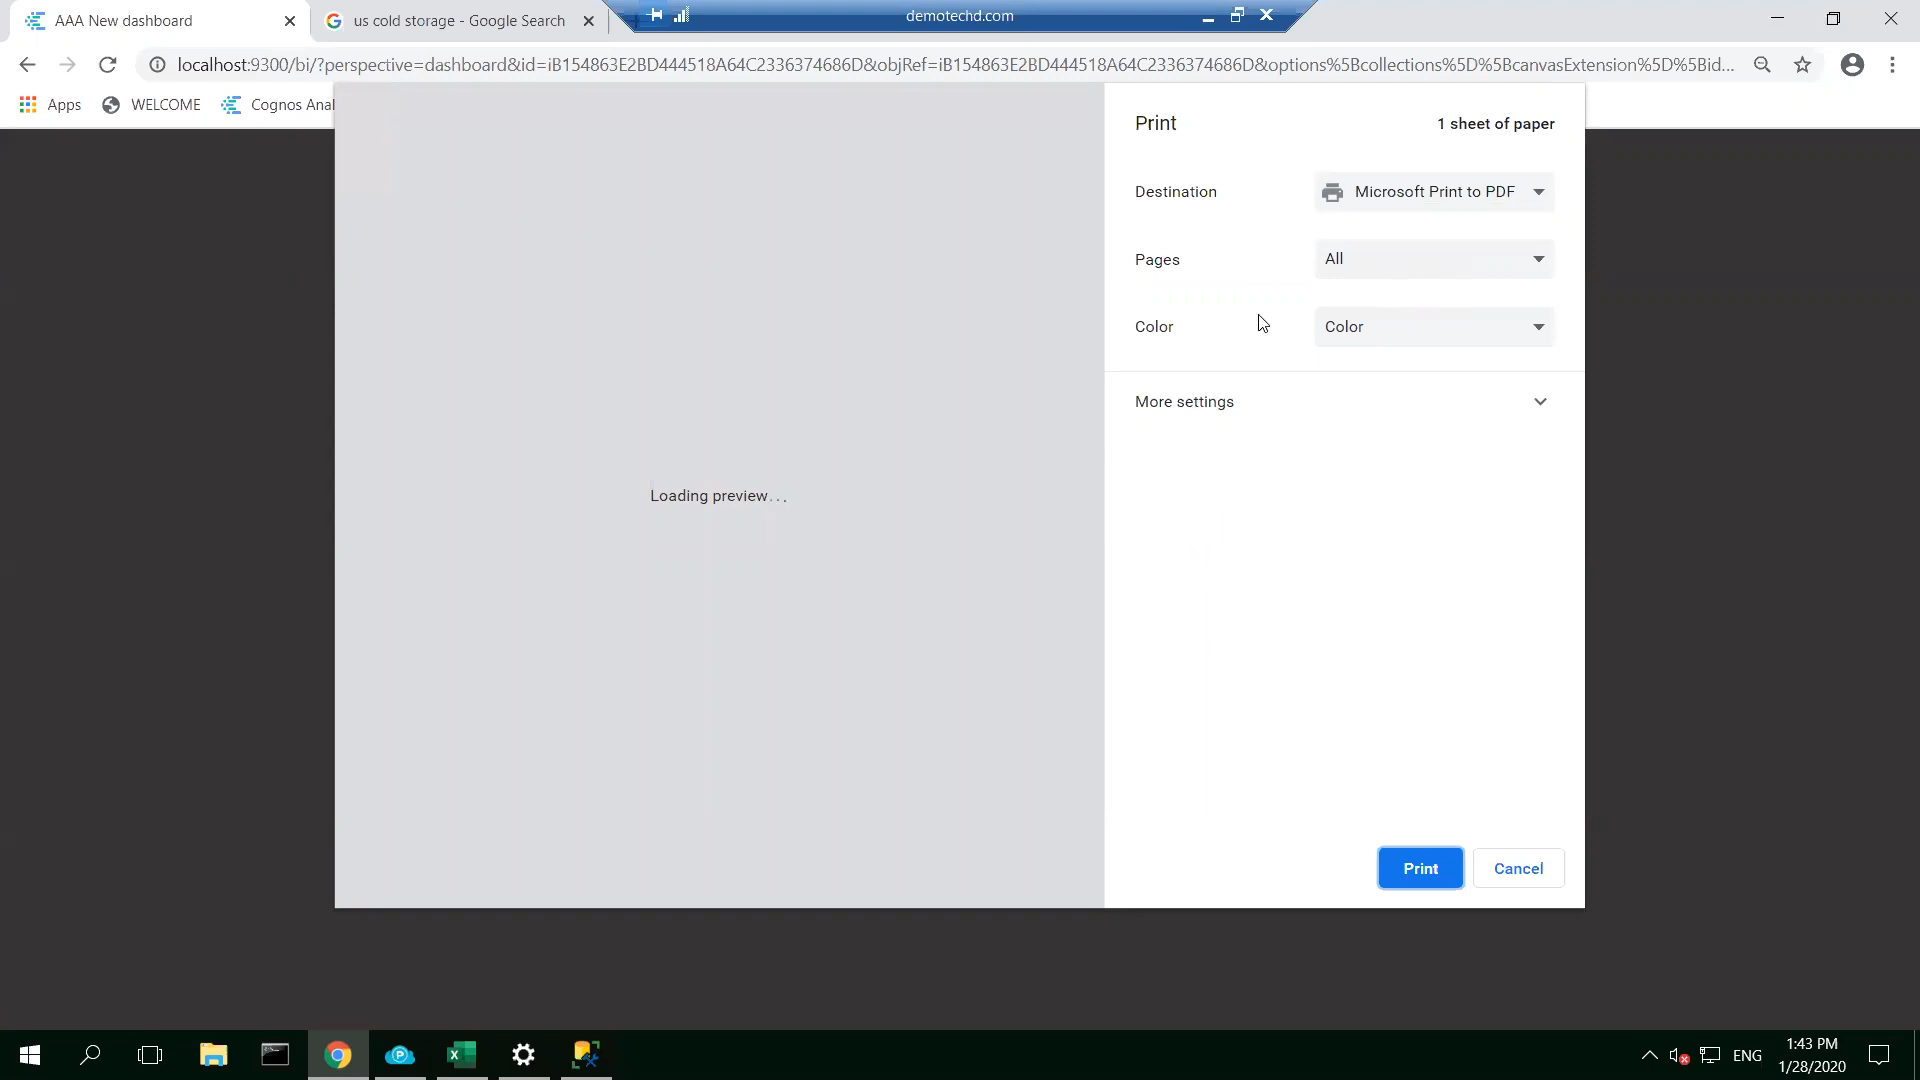 AAA New dashboard
us cold storage - Google Search
demotechd.com
localhost:9300/bi/?perspective=dashboard&id=iB154863E2BD444518A64C2336374686D&objRef=iB154863E2BD444518A64C2336374686D&options%5Bcollections%5D%5BcanvasExtension%5D%5Bid...
Apps
WELCOME
Cognos Anal
Print
1 sheet of paper
Destination
Microsoft Print to PDF
Pages
All
Color
Color
More settings
Loading preview...
Print
Cancel
ENG
1:43 PM
1/28/2020